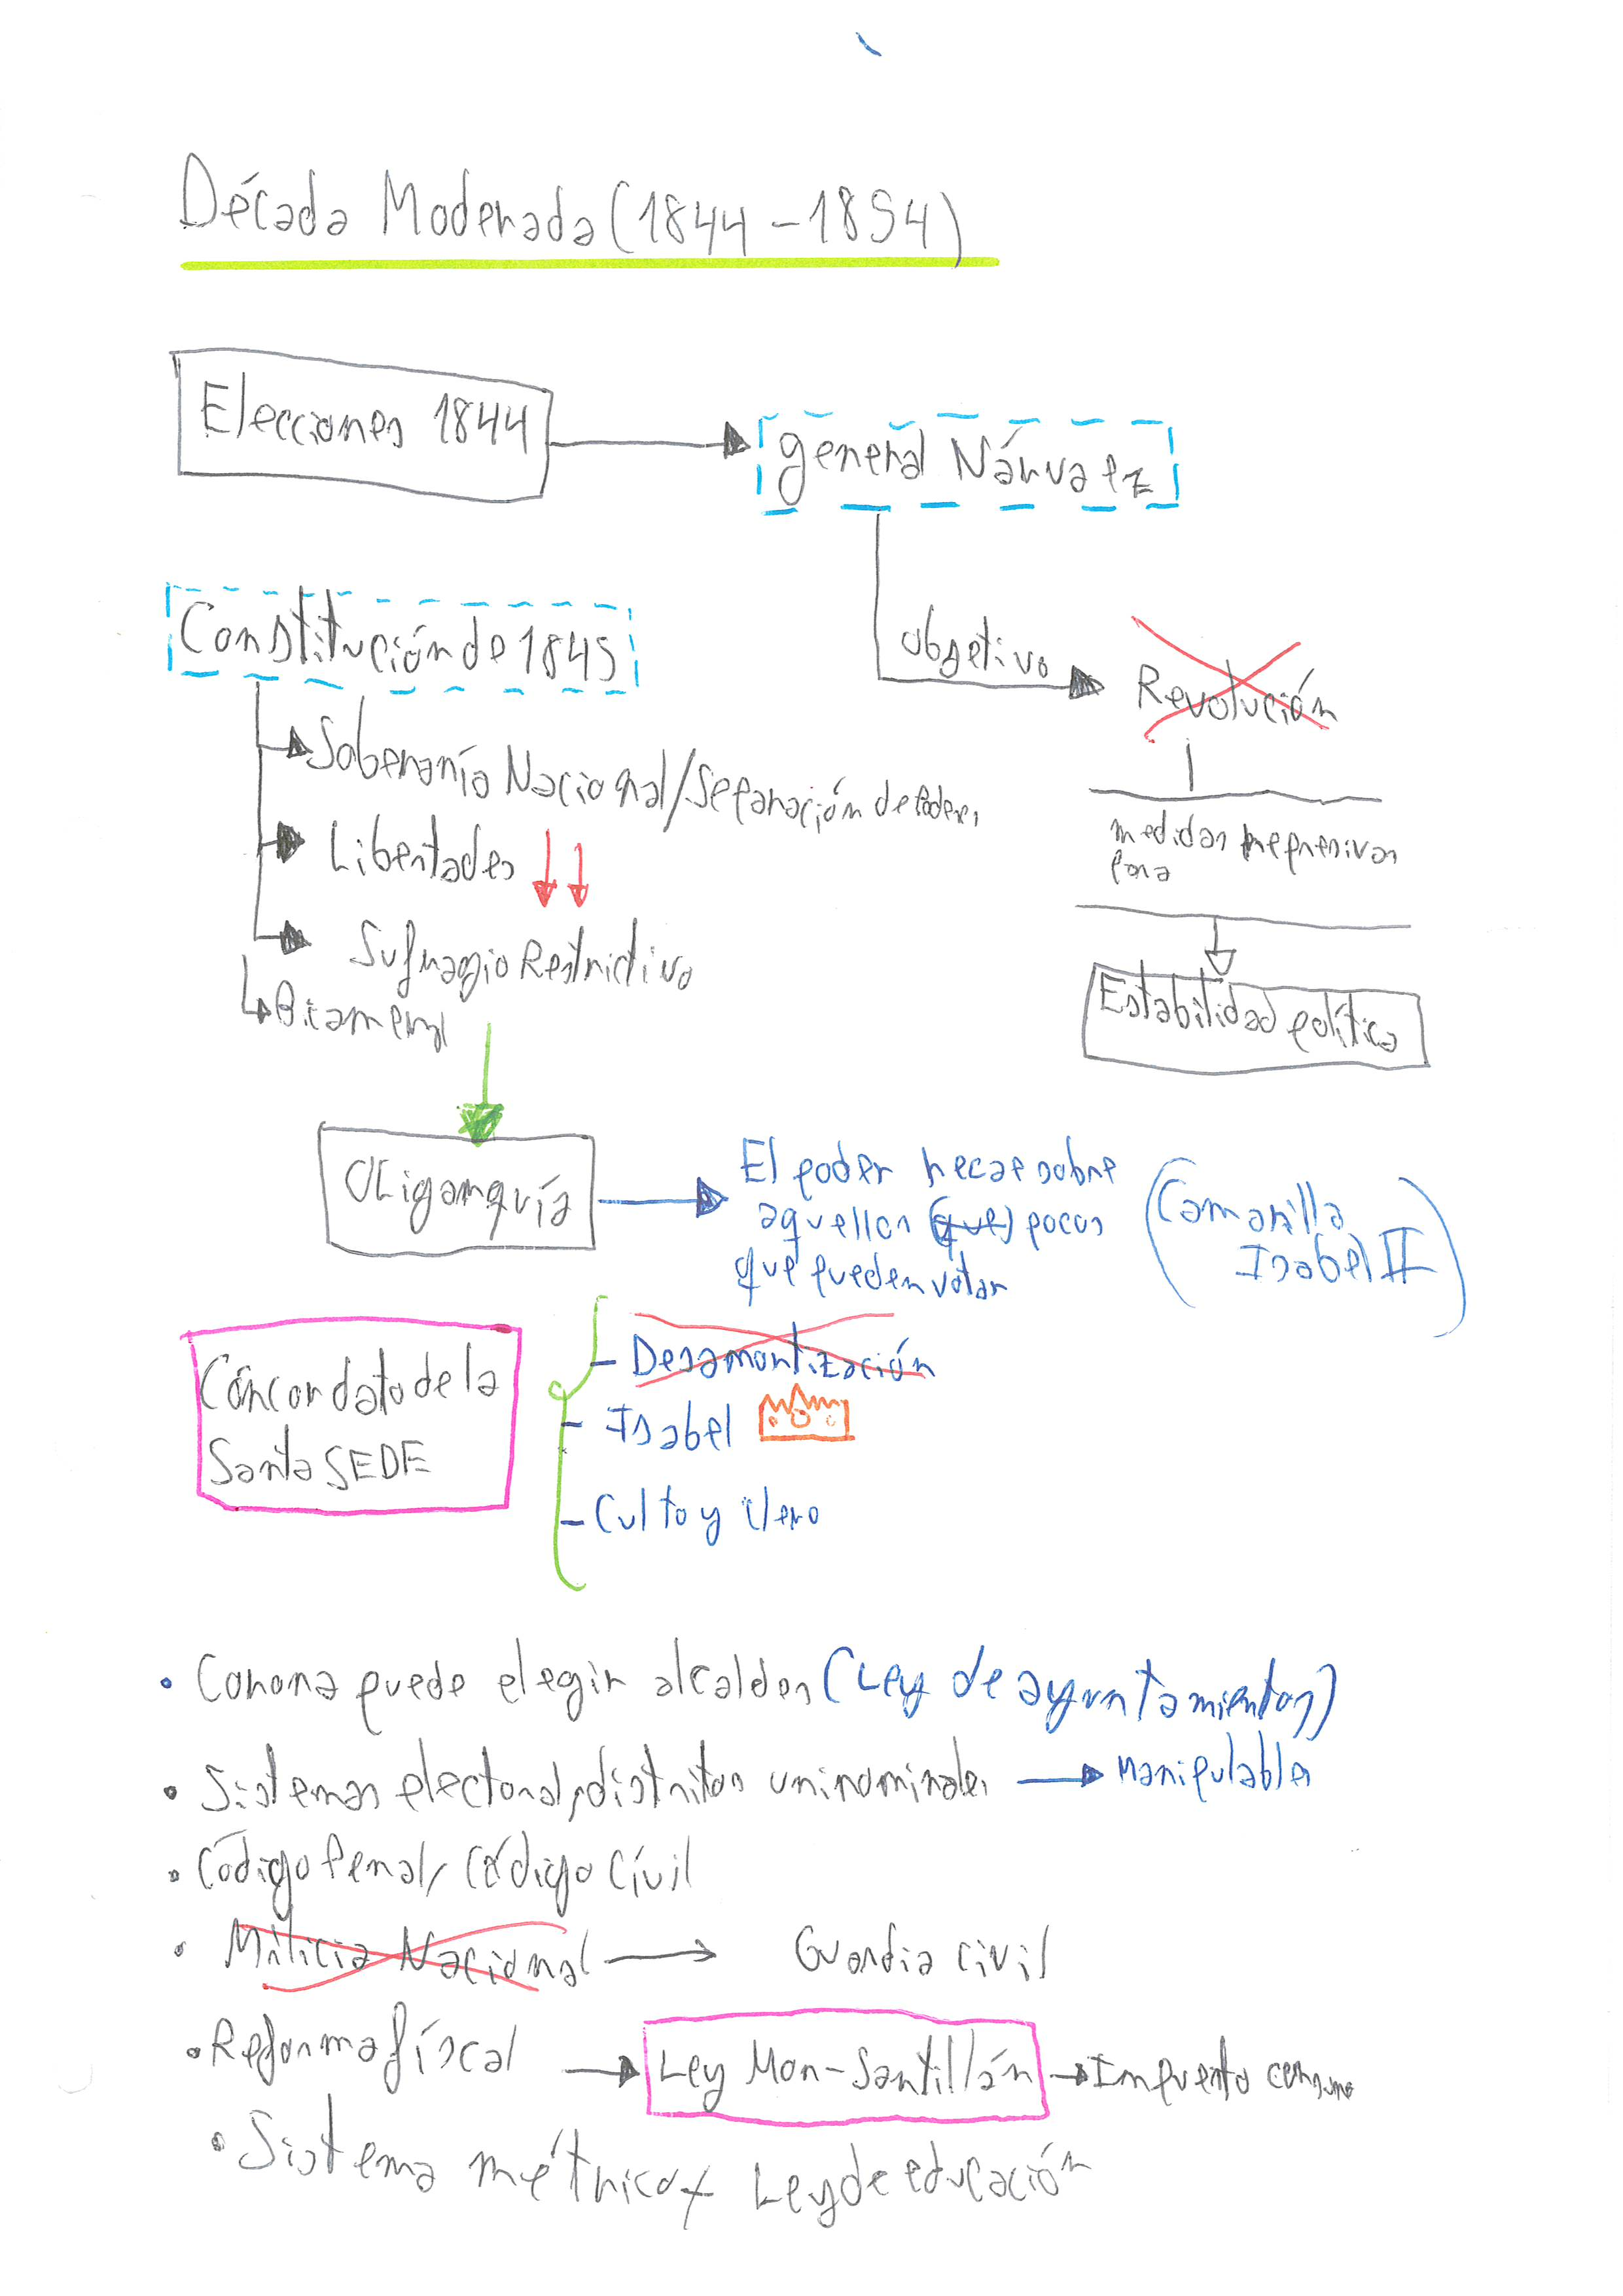 Década Moderada (1844-1854)
Elecciones 1844
general Nárvaez
Constitución de 1845
objetivo
Revolución
Soberanía Nacional/Separación de Poderes
Libertades
medidas represivas
para
Sufragio Restrictivo
Bicameral
Estabilidad política
Oligarquía
El poder recae sobre
aquellos (que) pocos
que pueden votar
(Camarilla
Isabel II)
Concordato de la
Santa SEDE
- Desamortización
- Isabel
- Culto y Clero
• Corona puede elegir alcaldes (Ley de ayuntamientos)
• Sistemas electoral, distritos uninominales → Manipulables
• Código Penal, Código Cívil
• Milicia Nacional → Guardia civil
• Reforma físcal → Ley Mon-Santillán → Impuesto consumo
• Sistema métrico y Ley de educación